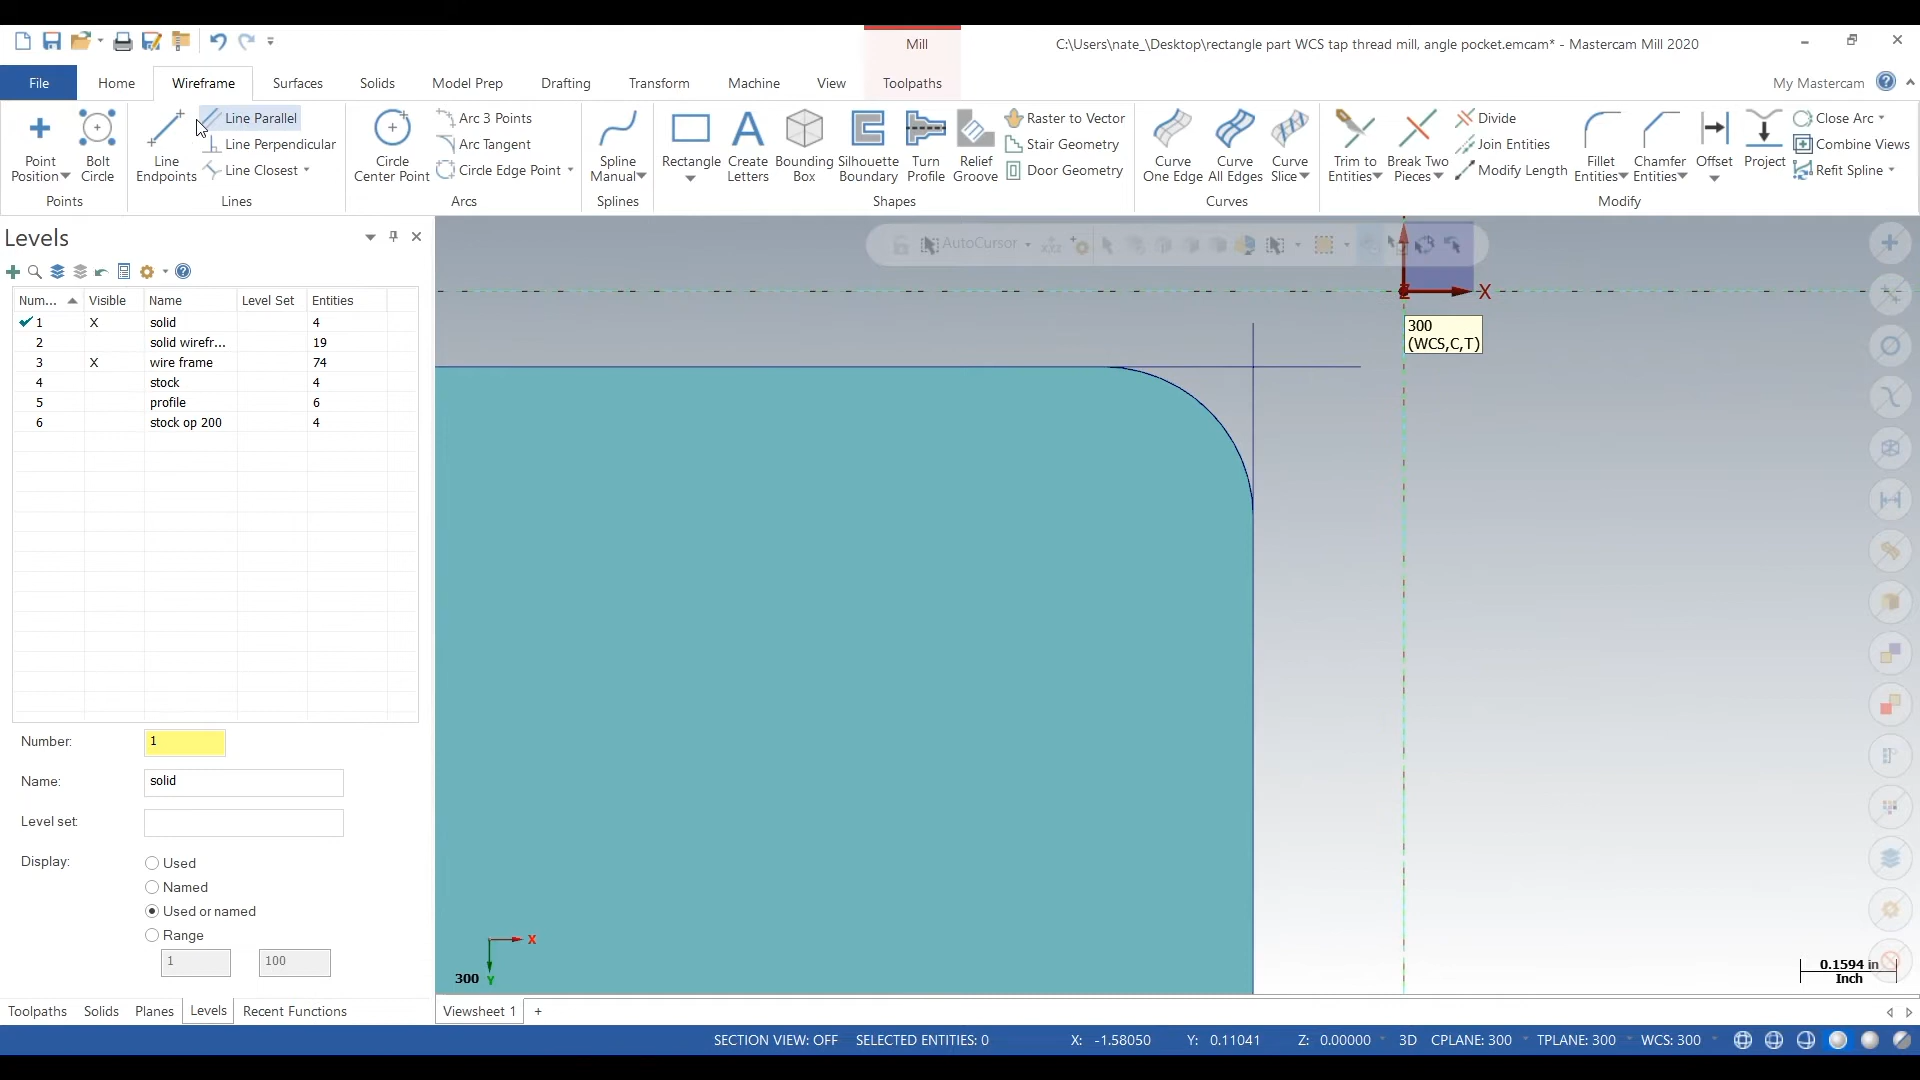 Mill
C:\Users\nate_\Desktop\rectangle part WCS tap thread mill, angle pocket.emcam* - Mastercam Mill 2020
File
Home
Wireframe
Surfaces
Solids
Model Prep
Drafting
Transform
Machine
View
Toolpaths
My Mastercam
Point
Position
Bolt
Circle
Points
Line
Endpoints
Line Parallel
Line Perpendicular
Line Closest
Lines
Circle
Center Point
Arc 3 Points
Arc Tangent
Circle Edge Point
Arcs
Spline
Manual
Splines
Rectangle
Create
Letters
Bounding
Box
Silhouette
Boundary
Turn
Profile
Relief
Groove
Raster to Vector
Stair Geometry
Door Geometry
Shapes
Curve
One Edge
Curve
All Edges
Curve
Slice
Curves
Trim to
Entities
Break Two
Pieces
Divide
Join Entities
Modify Length
Fillet
Entities
Chamfer
Entities
Offset
Project
Close Arc
Combine Views
Refit Spline
Modify
Levels
Num... Visible Name Level Set Entities
1 X solid 4
2 solid wirefr... 19
3 X wire frame 74
4 stock 4
5 profile 6
6 stock op 200 4
Number: 1
Name: solid
Level set:
Display:
Used
Named
Used or named
Range
1 100
Toolpaths Solids Planes Levels Recent Functions
AutoCursor
Z
X
300
(WCS,C,T)
X
300 Y
0.1594 in
Inch
Viewsheet 1 +
SECTION VIEW: OFF SELECTED ENTITIES: 0 X: -1.58050 Y: 0.11041 Z: 0.00000 3D CPLANE: 300 TPLANE: 300 WCS: 300